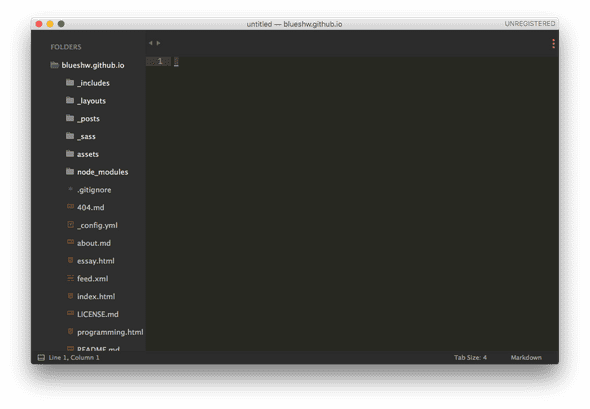 untitled — blueshw.github.io
UNREGISTERED
FOLDERS
blueshw.github.io
_includes
_layouts
_posts
_sass
assets
node_modules
.gitignore
404.md
_config.yml
about.md
essay.html
feed.xml
index.html
LICENSE.md
programming.html
README.md
1
Line 1, Column 1
Tab Size: 4
Markdown